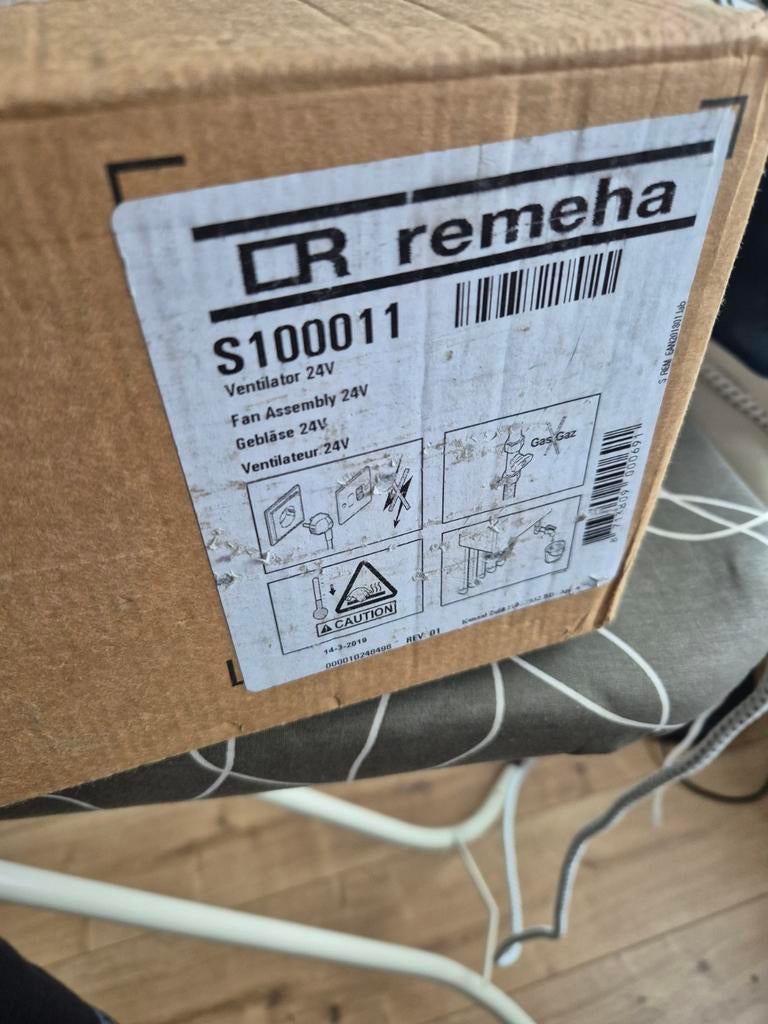 remeha
S100011
Ventilator 24V
Fan Assembly 24V
Gebläse 24V
Ventilateur 24V
Gas Gaz
CAUTION
14-3-2019
REV 01
000010248498